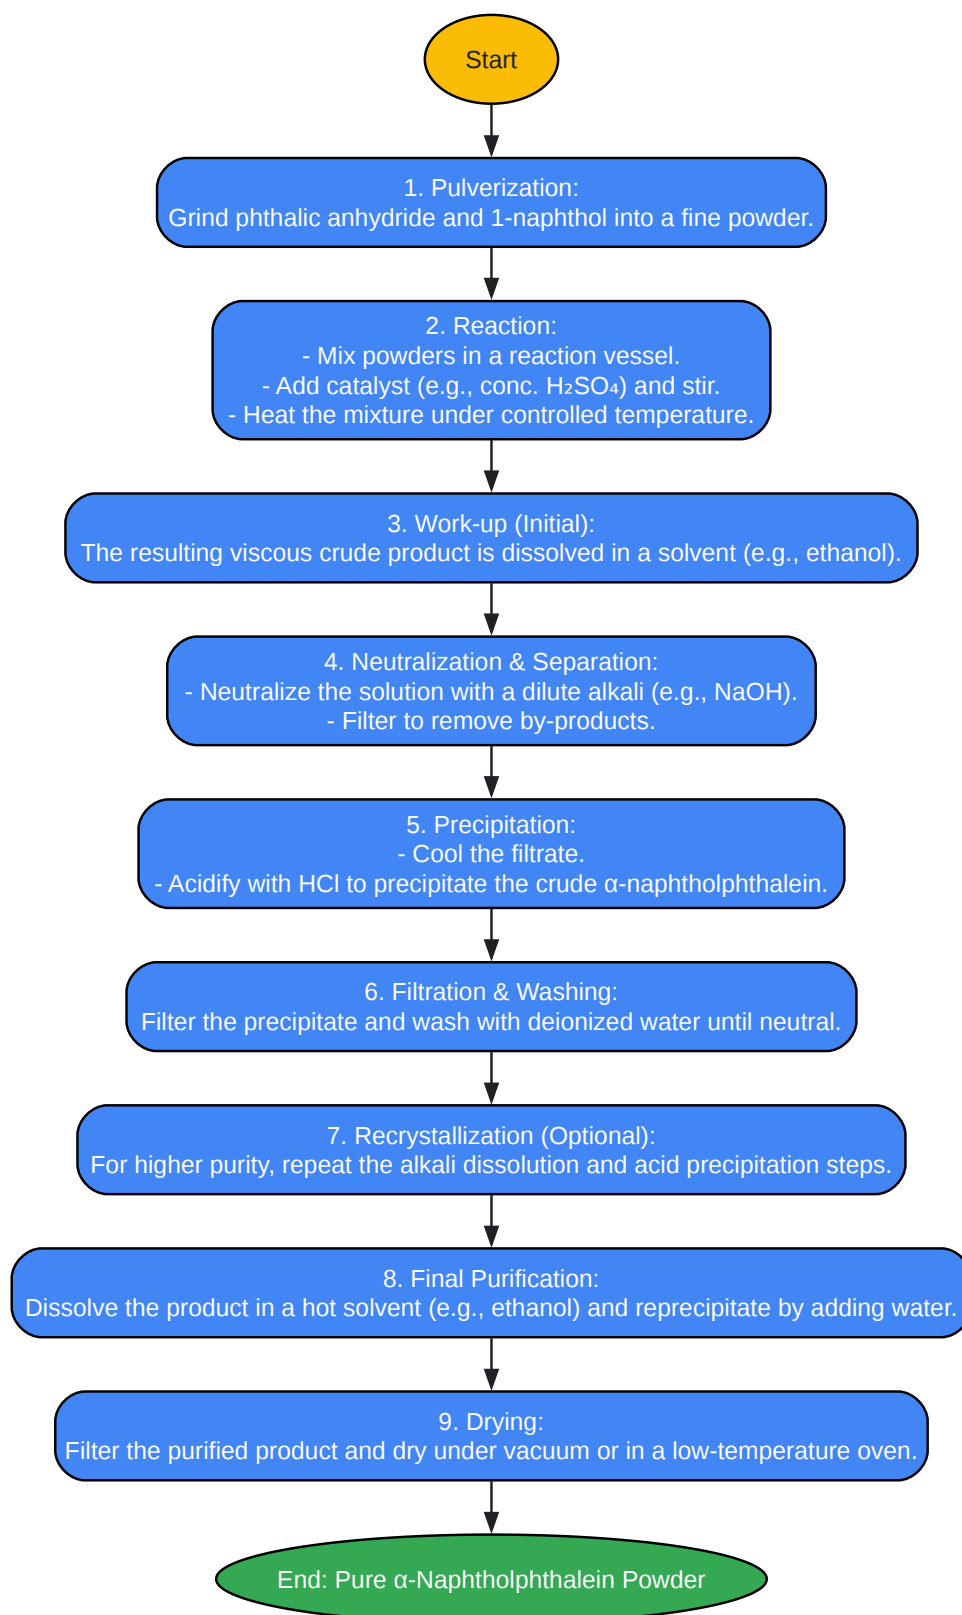 Start
1. Pulverization:
Grind phthalic anhydride and 1-naphthol into a fine powder.
2. Reaction:
- Mix powders in a reaction vessel.
- Add catalyst (e.g., conc. H₂SO₄) and stir.
- Heat the mixture under controlled temperature.
3. Work-up (Initial):
The resulting viscous crude product is dissolved in a solvent (e.g., ethanol).
4. Neutralization & Separation:
- Neutralize the solution with a dilute alkali (e.g., NaOH).
- Filter to remove by-products.
5. Precipitation:
- Cool the filtrate.
- Acidify with HCl to precipitate the crude α-naphtholphthalein.
6. Filtration & Washing:
Filter the precipitate and wash with deionized water until neutral.
7. Recrystallization (Optional):
For higher purity, repeat the alkali dissolution and acid precipitation steps.
8. Final Purification:
Dissolve the product in a hot solvent (e.g., ethanol) and reprecipitate by adding water.
9. Drying:
Filter the purified product and dry under vacuum or in a low-temperature oven.
End: Pure α-Naphtholphthalein Powder